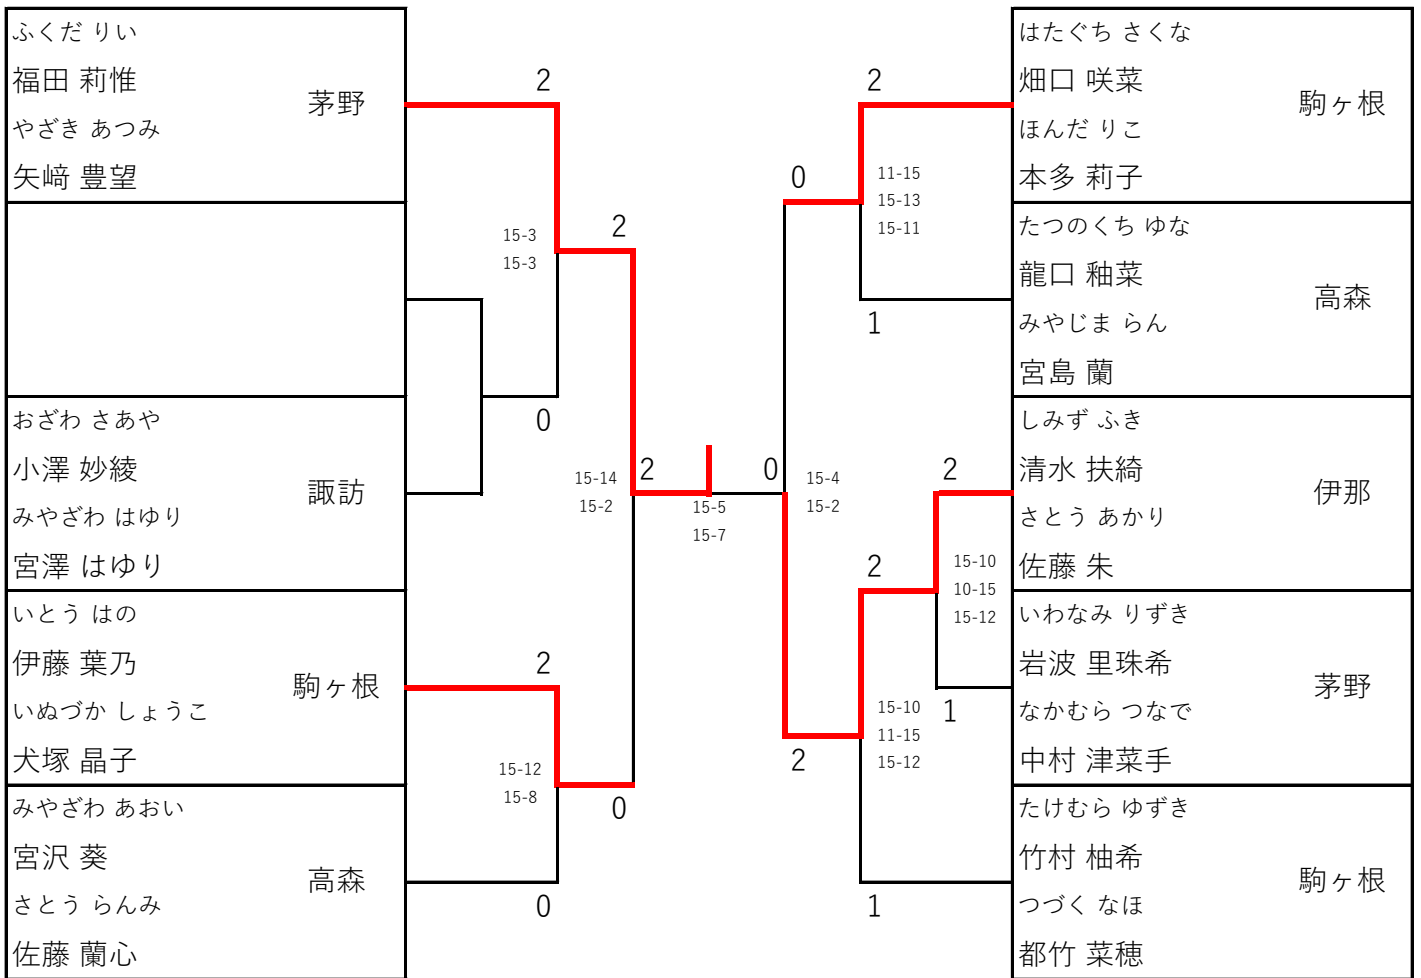 ふくだ りい
福田 莉惟
茅野
やざき あつみ
矢﨑 豊望
おざわ さあや
小澤 妙綾
諏訪
みやざわ はゆり
宮澤 はゆり
いとう はの
伊藤 葉乃
駒ヶ根
いぬづか しょうこ
犬塚 晶子
みやざわ あおい
宮沢 葵
高森
さとう らんみ
佐藤 蘭心
2
15-3
15-3
2
0
15-14
15-2
2
2
15-12
15-8
0
0
15-5
15-7
0
2
0
11-15
15-13
15-11
1
15-4
15-2
2
2
15-10
10-15
15-12
1
15-10
11-15
15-12
2
1
はたぐち さくな
畑口 咲菜
駒ヶ根
ほんだ りこ
本多 莉子
たつのくち ゆな
龍口 釉菜
高森
みやじま らん
宮島 蘭
しみず ふき
清水 扶綺
伊那
さとう あかり
佐藤 朱
いわなみ りずき
岩波 里珠希
茅野
なかむら つなで
中村 津菜手
たけむら ゆずき
竹村 柚希
駒ヶ根
つづく なほ
都竹 菜穂